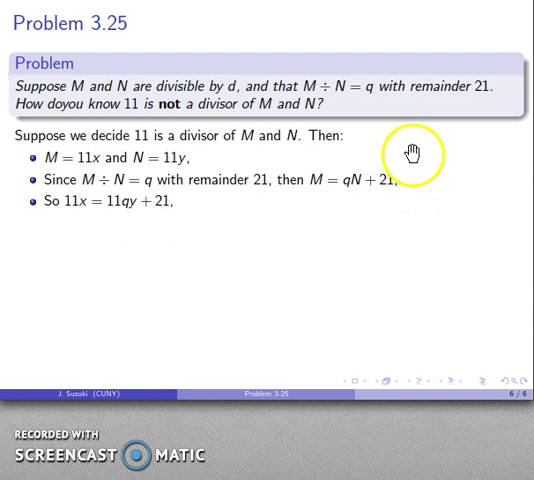 Problem 3.25
Problem
Suppose M and N are divisible by d, and that M ÷ N = q with remainder 21.
How doyou know 11 is not a divisor of M and N?
Suppose we decide 11 is a divisor of M and N. Then:
M = 11x and N = 11y,
Since M ÷ N = q with remainder 21, then M = qN + 21,
So 11x = 11qy + 21,
J. Suzuki (CUNY)
Problem 3-25
6 / 6
RECORDED WITH
SCREENCAST MATIC